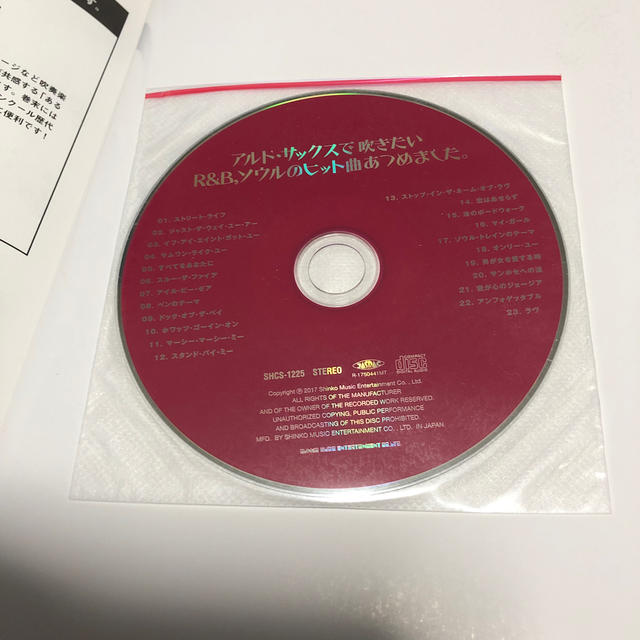 す。
ージなど吹奏楽
共感する「ある
す。巻末には
ンクール歴代
便利です!
アルト・サックスで吹きたい
R&B,ソウルのヒット曲あつめました。
01. ストリート・ライフ
02. ジャスト・ザ・ウェイ・ユー・アー
03. イフ・アイ・エイント・ガット・ユー
04. サムワン・ライク・ユー
05. すべてをあなたに
06. スルー・ザ・ファイア
07. アイル・ビー・ゼア
08. ベンのテーマ
09. ドック・オブ・ザ・ベイ
10. ホワッツ・ゴーイン・オン
11. マーシー・マーシー・ミー
12. スタンド・バイ・ミー
13. ストップ・イン・ザ・ネーム・オブ・ラヴ
14. 恋はあせらず
15. 渚のボードウォーク
16. マイ・ガール
17. ソウル・トレインのテーマ
18. オンリー・ユー
19. 男が女を愛する時
20. サンホセへの道
21. 我が心のジョージア
22. アンフォゲッタブル
23. ラヴ
SHCS-1225 STEREO
R-1750441MT
COMPACT
disc
DIGITAL AUDIO
Copyright ℗ 2017 Shinko Music Entertainment Co., Ltd.
ALL RIGHTS OF THE MANUFACTURER
AND OF THE OWNER OF THE RECORDED WORK RESERVED.
UNAUTHORIZED COPYING, PUBLIC PERFORMANCE
AND BROADCASTING OF THIS DISC PROHIBITED.
MFD. BY SHINKO MUSIC ENTERTAINMENT CO., LTD. IN JAPAN.
SHINKO MUSIC ENTERTAINMENT CO.,LTD.